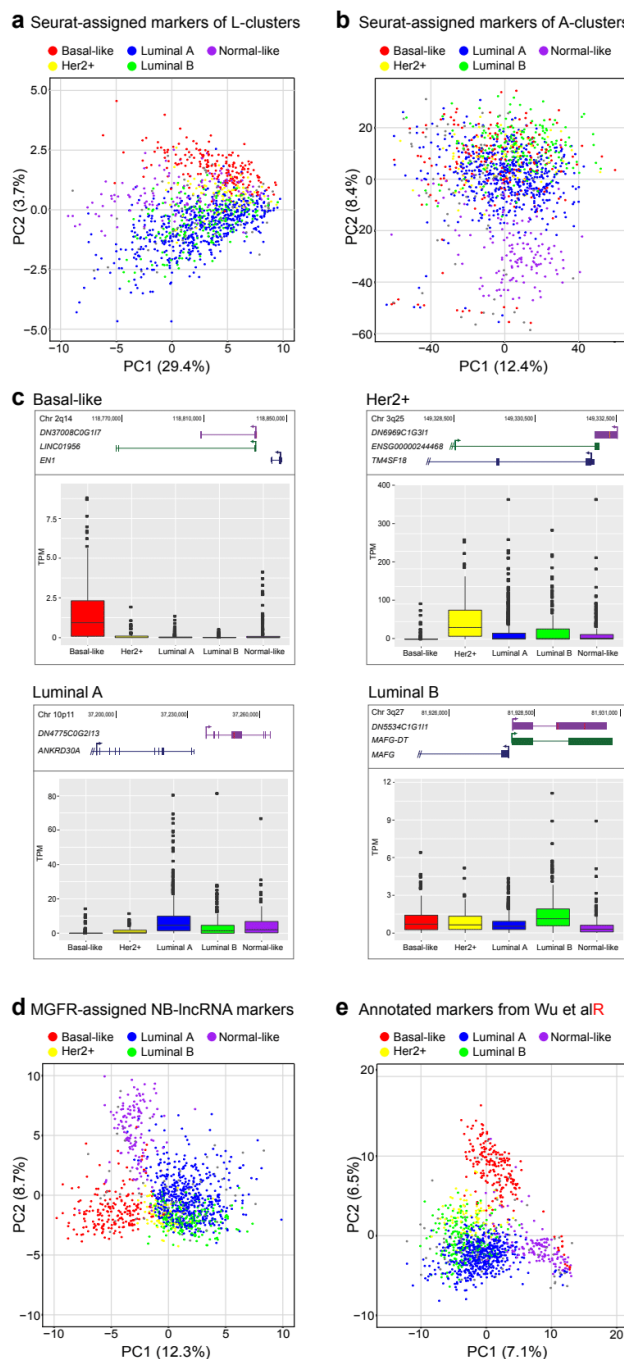 a Seurat-assigned markers of L-clusters
Basal-like Luminal A Normal-like
Her2+ Luminal B
5.0
2.5
0.0
−2.5
−5.0
PC2 (3.7%)
−10 −5 0 5 10
PC1 (29.4%)
b Seurat-assigned markers of A-clusters
Basal-like Luminal A Normal-like
Her2+ Luminal B
20
0
−20
−40
−60
PC2 (8.4%)
−40 0 40
PC1 (12.4%)
c Basal-like
Chr 2q14 118,770,000 118,810,000 118,850,000
DN37008C0G1I7
LINC01956
EN1
7.5
5.0
2.5
0.0
TPM
Basal-like Her2+ Luminal A Luminal B Normal-like
Her2+
Chr 3q25 149,328,500 149,330,500 149,332,500
DN6969C1G3I1
ENSG00000244468
TM4SF18
400
300
200
100
0
TPM
Basal-like Her2+ Luminal A Luminal B Normal-like
Luminal A
Chr 10p11 37,200,000 37,230,000 37,260,000
DN4775C0G2I13
ANKRD30A
80
60
40
20
0
TPM
Basal-like Her2+ Luminal A Luminal B Normal-like
Luminal B
Chr 3q27 81,926,000 81,928,500 81,931,000
DN5534C1G1I1
MAFG-DT
MAFG
12
9
6
3
0
TPM
Basal-like Her2+ Luminal A Luminal B Normal-like
d MGFR-assigned NB-lncRNA markers
Basal-like Luminal A Normal-like
Her2+ Luminal B
10
5
−0
−5
−10
PC2 (8.7%)
−10 −5 0 5 10
PC1 (12.3%)
e Annotated markers from Wu et alR
Basal-like Luminal A Normal-like
Her2+ Luminal B
20
10
0
−10
PC2 (6.5%)
−10 0 10 20
PC1 (7.1%)